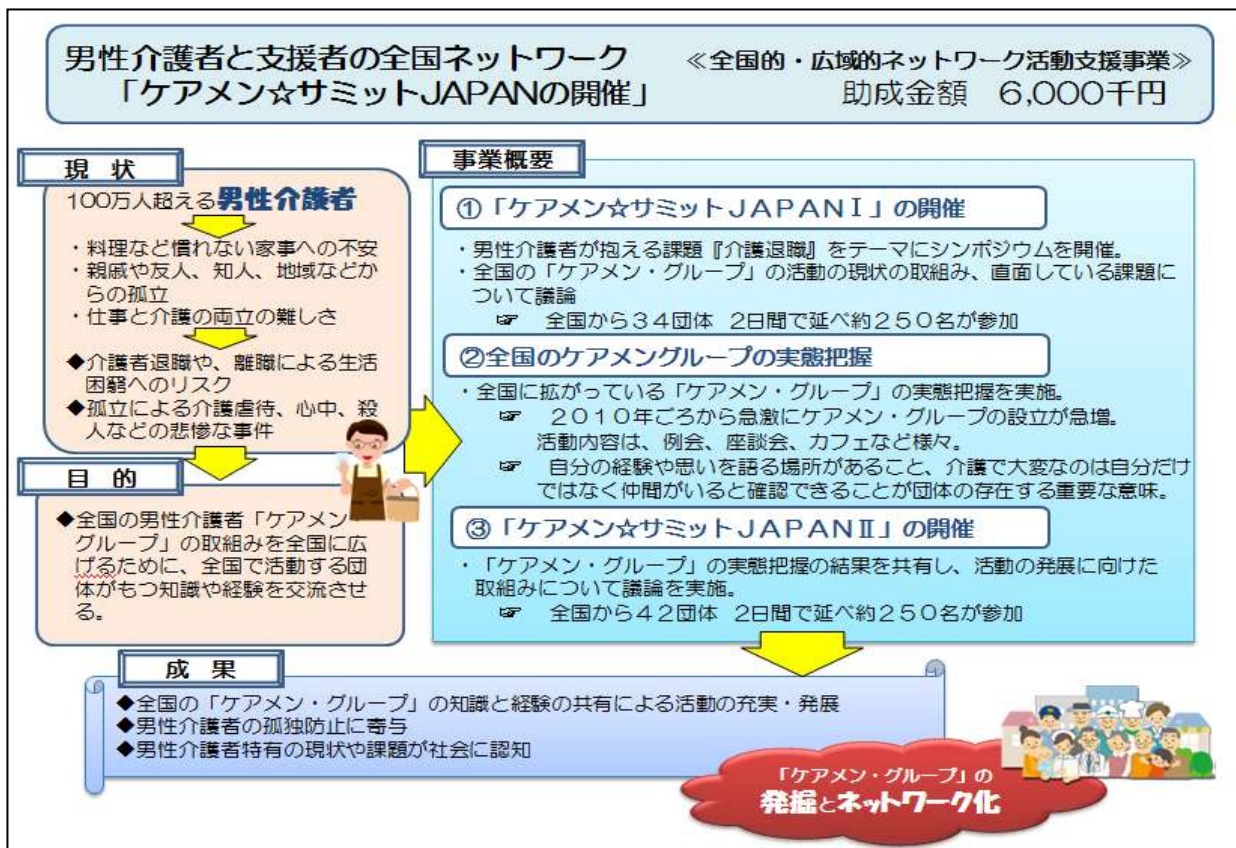 男性介護者と支援者の全国ネットワーク
「ケアメン☆サミットJAPANの開催」
≪全国的・広域的ネットワーク活動支援事業≫
助成金額 6,000千円
現 状
100万人超える男性介護者
・料理など慣れない家事への不安
・親戚や友人、知人、地域などか
らの孤立
・仕事と介護の両立の難しさ
◆介護者退職や、離職による生活
困窮へのリスク
◆孤立による介護虐待、心中、殺
人などの悲惨な事件
目 的
◆全国の男性介護者「ケアメン・
グループ」の取組みを全国に広
げるために、全国で活動する団
体がもつ知識や経験を交流させ
る。
事業概要
①「ケアメン☆サミットJAPANⅠ」の開催
・男性介護者が抱える課題『介護退職』をテーマにシンポジウムを開催。
・全国の「ケアメン・グループ」の活動の現状の取組み、直面している課題に
ついて議論
☞ 全国から34団体 2日間で延べ約250名が参加
②全国のケアメングループの実態把握
・全国に拡がっている「ケアメン・グループ」の実態把握を実施。
☞ 2010年ごろから急激にケアメン・グループの設立が急増。
活動内容は、例会、座談会、カフェなど様々。
☞ 自分の経験や思いを語る場所があること、介護で大変なのは自分だけ
ではなく仲間がいると確認できることが団体の存在する重要な意味。
③「ケアメン☆サミットJAPANⅡ」の開催
・「ケアメン・グループ」の実態把握の結果を共有し、活動の発展に向けた
取組みについて議論を実施。
☞ 全国から42団体 2日間で延べ約250名が参加
成 果
◆全国の「ケアメン・グループ」の知識と経験の共有による活動の充実・発展
◆男性介護者の孤独防止に寄与
◆男性介護者特有の現状や課題が社会に認知
「ケアメン・グループ」の
発掘とネットワーク化